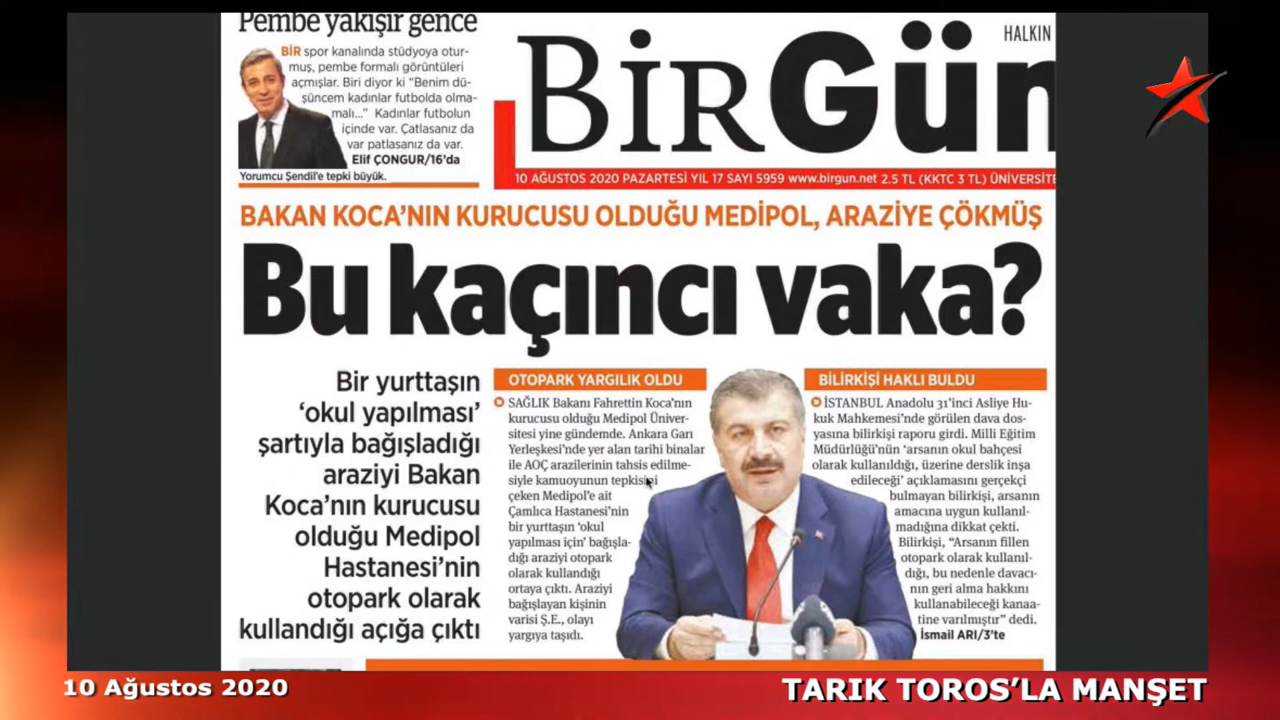 Pembe yakışır gence
BİR spor kanalında stüdyoya otur-
muş, pembe formalı görüntüleri
açmışlar. Biri diyor ki “Benim dü-
şüncem kadınlar futbolda olma-
malı...” Kadınlar futbolun
içinde var. Çatlasanız da
var patlasanız da var.
Elif ÇONGUR/16’da
Yorumcu Şendil’e tepki büyük.
HALKIN
BİRGün
10 AĞUSTOS 2020 PAZARTESİ YIL 17 SAYI 5959 www.birgun.net 2.5 TL (KKTC 3 TL) ÜNİVERSİTE
BAKAN KOCA’NIN KURUCUSU OLDUĞU MEDİPOL, ARAZİYE ÇÖKMÜŞ
Bu kaçıncı vaka?
Bir yurttaşın
‘okul yapılması’
şartıyla bağışladığı
araziyi Bakan
Koca’nın kurucusu
olduğu Medipol
Hastanesi’nin
otopark olarak
kullandığı açığa çıktı
OTOPARK YARGILIK OLDU
SAĞLIK Bakanı Fahrettin Koca’nın
kurucusu olduğu Medipol Üniver-
sitesi yine gündemde. Ankara Garı
Yerleşkesi’nde yer alan tarihi binalar
ile AOÇ arazilerinin tahsis edilme-
siyle kamuoyunun tepkisini
çeken Medipol’e ait
Çamlıca Hastanesi’nin
bir yurttaşın ‘okul
yapılması için’ bağışla-
dığı araziyi otopark
olarak kullandığı
ortaya çıktı. Araziyi
bağışlayan kişinin
varisi Ş.E., olayı
yargıya taşıdı.
BİLİRKİŞİ HAKLI BULDU
İSTANBUL Anadolu 31’inci Asliye Hu-
kuk Mahkemesi’nde görülen dava dos-
yasına bilirkişi raporu girdi. Milli Eğitim
Müdürlüğü’nün ‘arsanın okul bahçesi
olarak kullanıldığı, üzerine derslik inşa
edileceği’ açıklamasını gerçekçi
bulmayan bilirkişi, arsanın
amacına uygun kullanıl-
madığına dikkat çekti.
Bilirkişi, “Arsanın fiilen
otopark olarak kullanıl-
dığı, bu nedenle davacı-
nın geri alma hakkını
kullanabileceği kanaa-
tine varılmıştır” dedi.
İsmail ARI/3’te
10 Ağustos 2020
TARIK TOROS’LA MANŞET